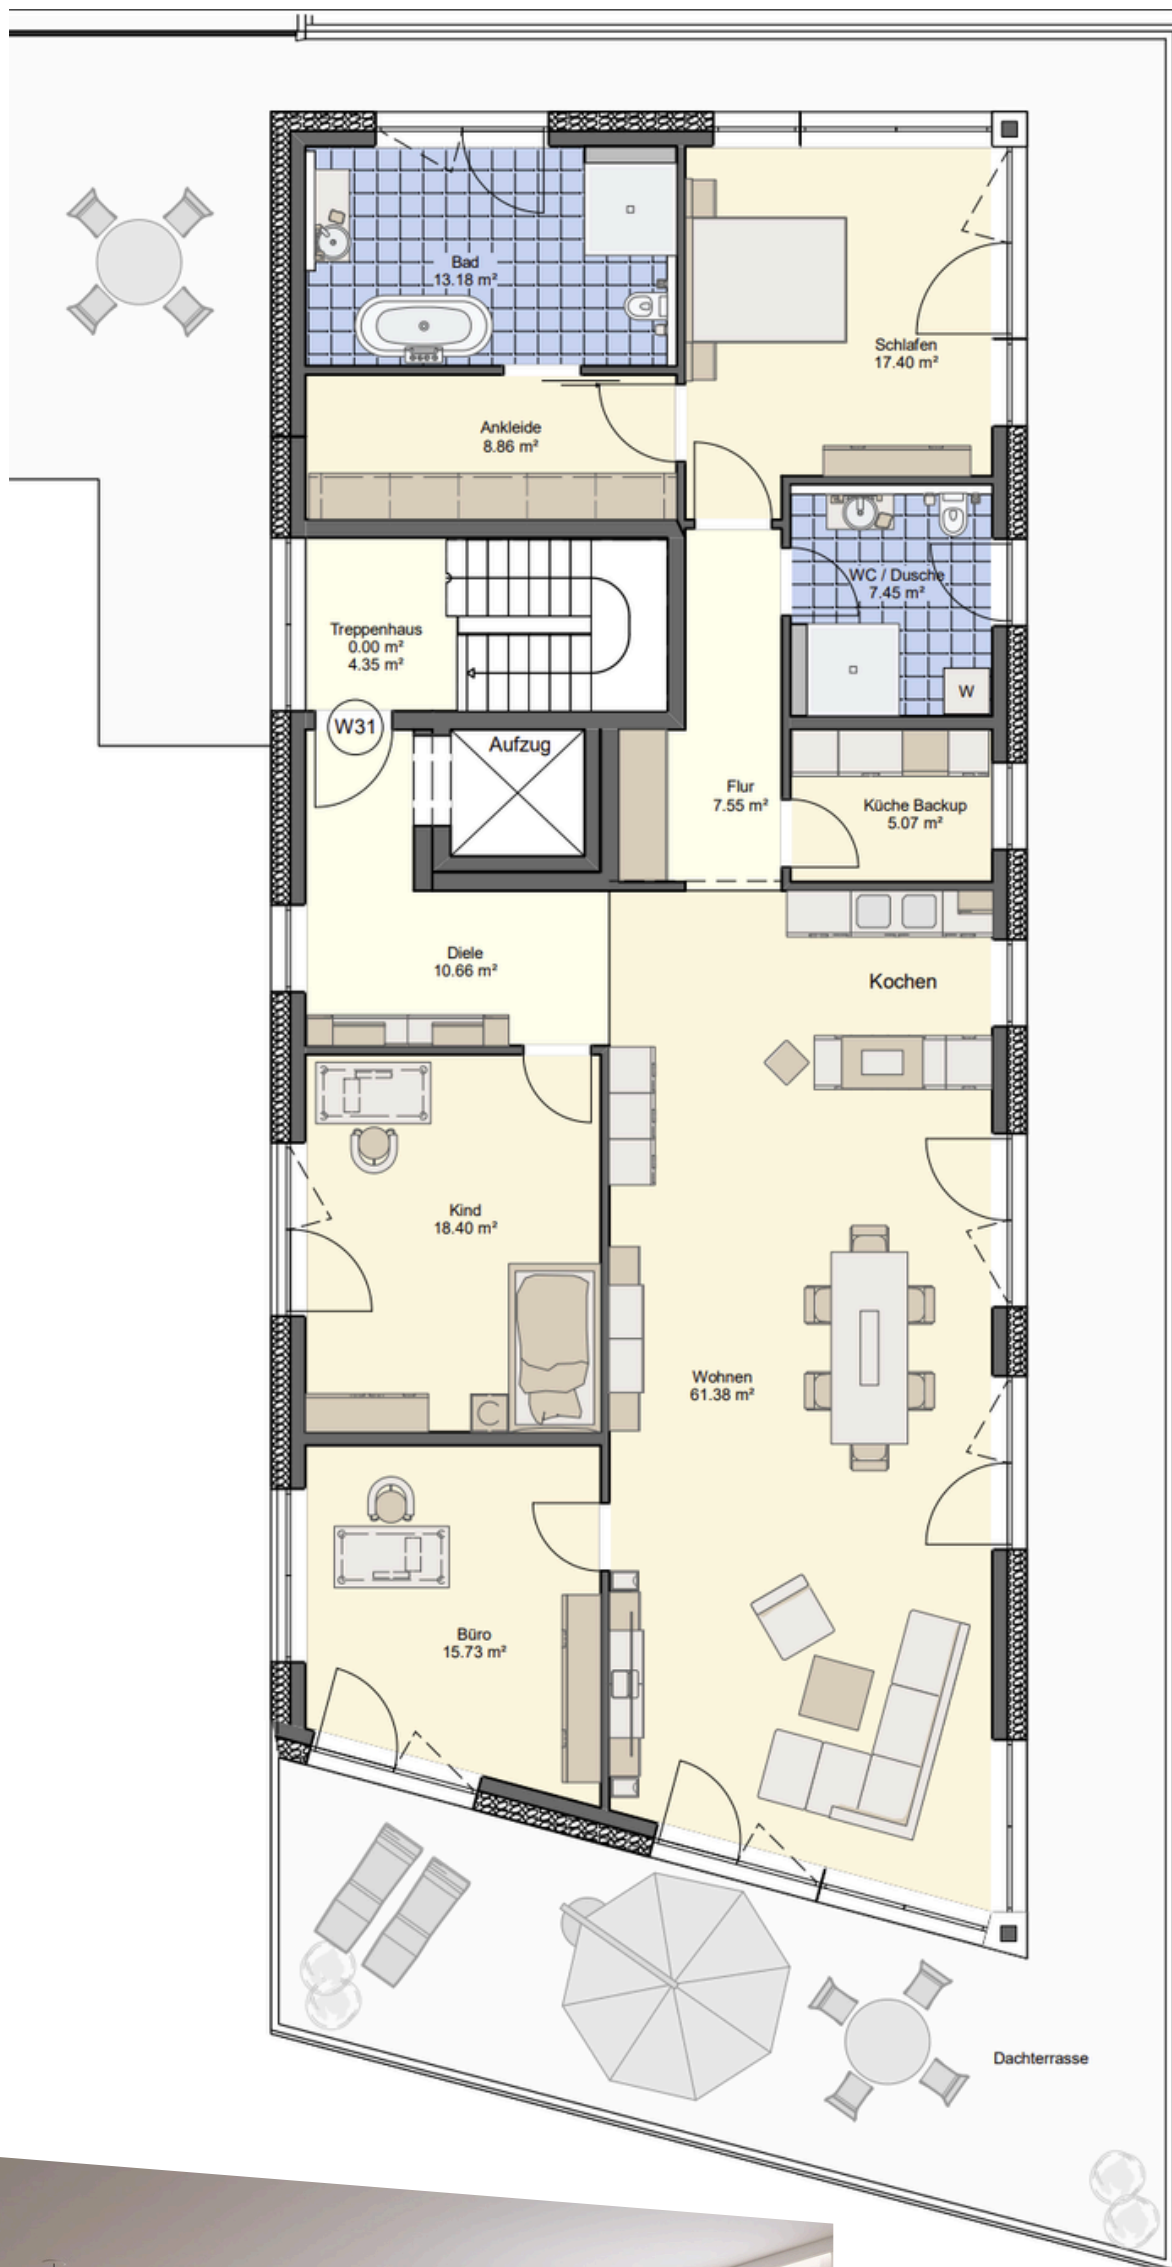 Bad
13.18 m²
Schlafen
17.40 m²
Ankleide
8.86 m²
WC / Dusche
7.45 m²
Treppenhaus
0.00 m²
4.35 m²
W
W31
Aufzug
Flur
7.55 m²
Küche Backup
5.07 m²
Diele
10.66 m²
Kochen
Kind
18.40 m²
Wohnen
61.38 m²
C
Büro
15.73 m²
Dachterrasse